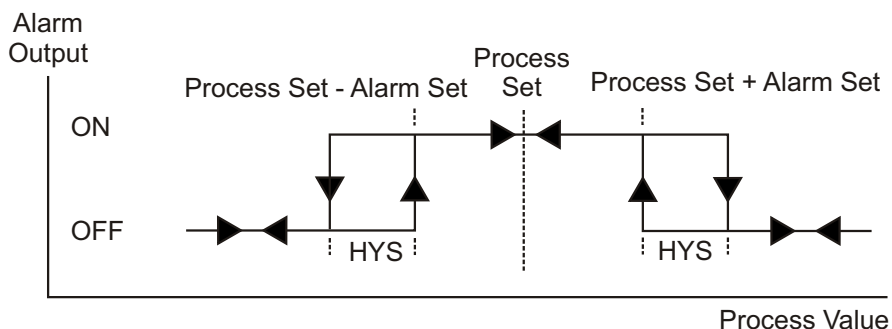 Alarm
Output
Process
Set
Process Set - Alarm Set
Process Set + Alarm Set
ON
OFF
HYS
HYS
Process Value